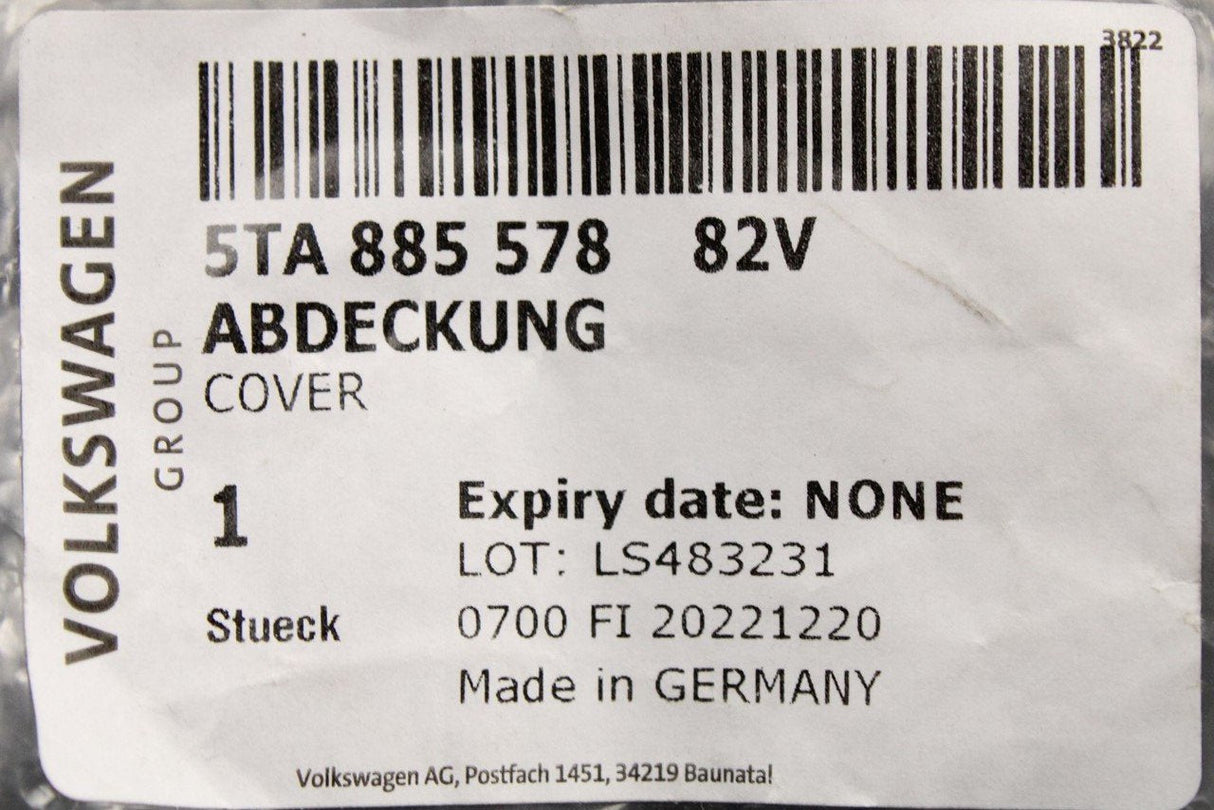 3822
5TA 885 578 82V
ABDECKUNG
COVER
VOLKSWAGEN
GROUP
1
Expiry date: NONE
LOT: LS483231
Stueck
0700 FI 20221220
Made in GERMANY
Volkswagen AG, Postfach 1451, 34219 Baunatal